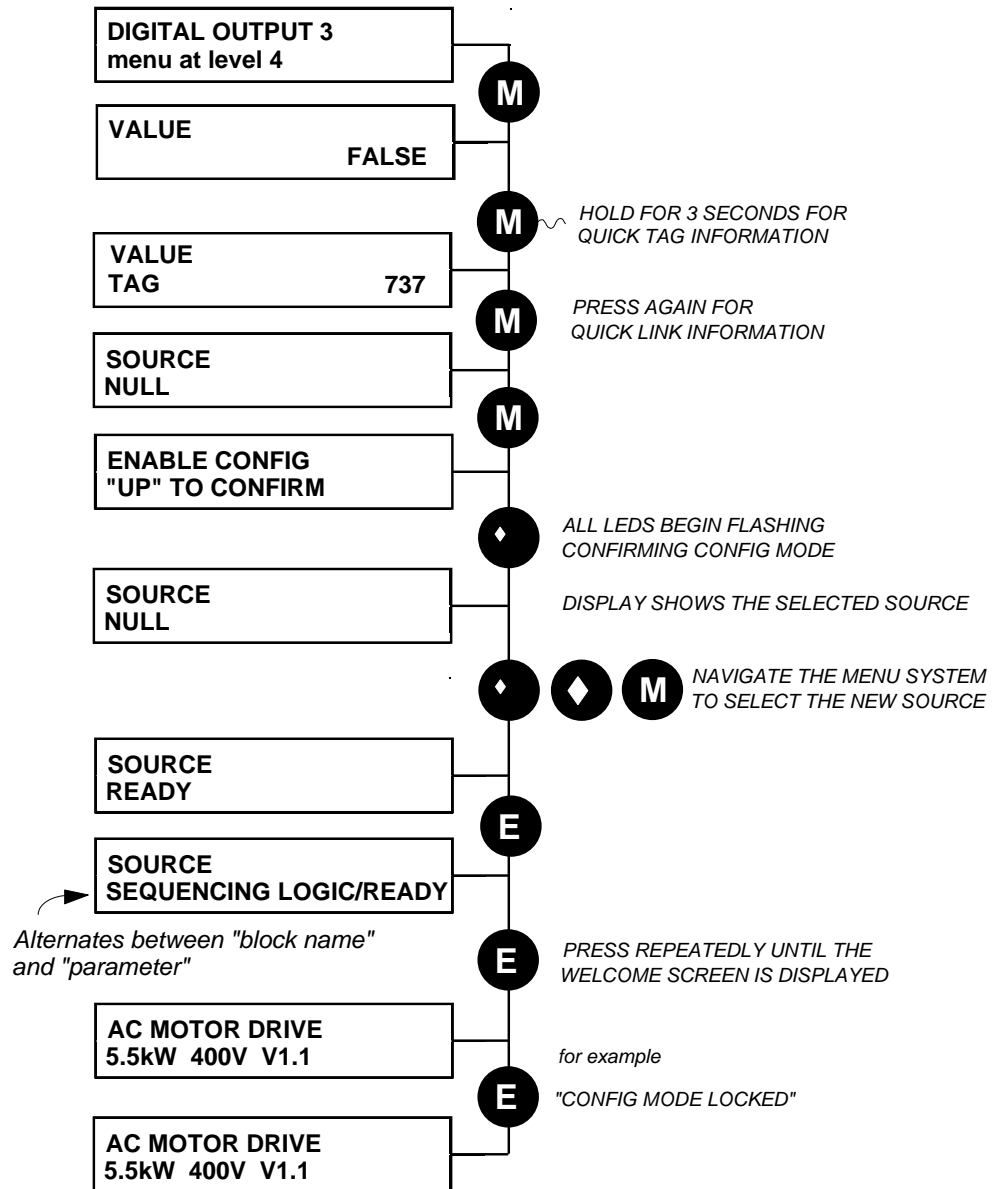 DIGITAL OUTPUT 3
menu at level 4
M
VALUE
FALSE
M
HOLD FOR 3 SECONDS FOR
QUICK TAG INFORMATION
VALUE
TAG 737
M
PRESS AGAIN FOR
QUICK LINK INFORMATION
SOURCE
NULL
M
ENABLE CONFIG
"UP" TO CONFIRM
ALL LEDS BEGIN FLASHING
CONFIRMING CONFIG MODE
SOURCE
NULL
DISPLAY SHOWS THE SELECTED SOURCE
M
NAVIGATE THE MENU SYSTEM
TO SELECT THE NEW SOURCE
SOURCE
READY
E
SOURCE
SEQUENCING LOGIC/READY
Alternates between "block name"
and "parameter"
E
PRESS REPEATEDLY UNTIL THE
WELCOME SCREEN IS DISPLAYED
AC MOTOR DRIVE
5.5kW 400V V1.1
for example
E
"CONFIG MODE LOCKED"
AC MOTOR DRIVE
5.5kW 400V V1.1